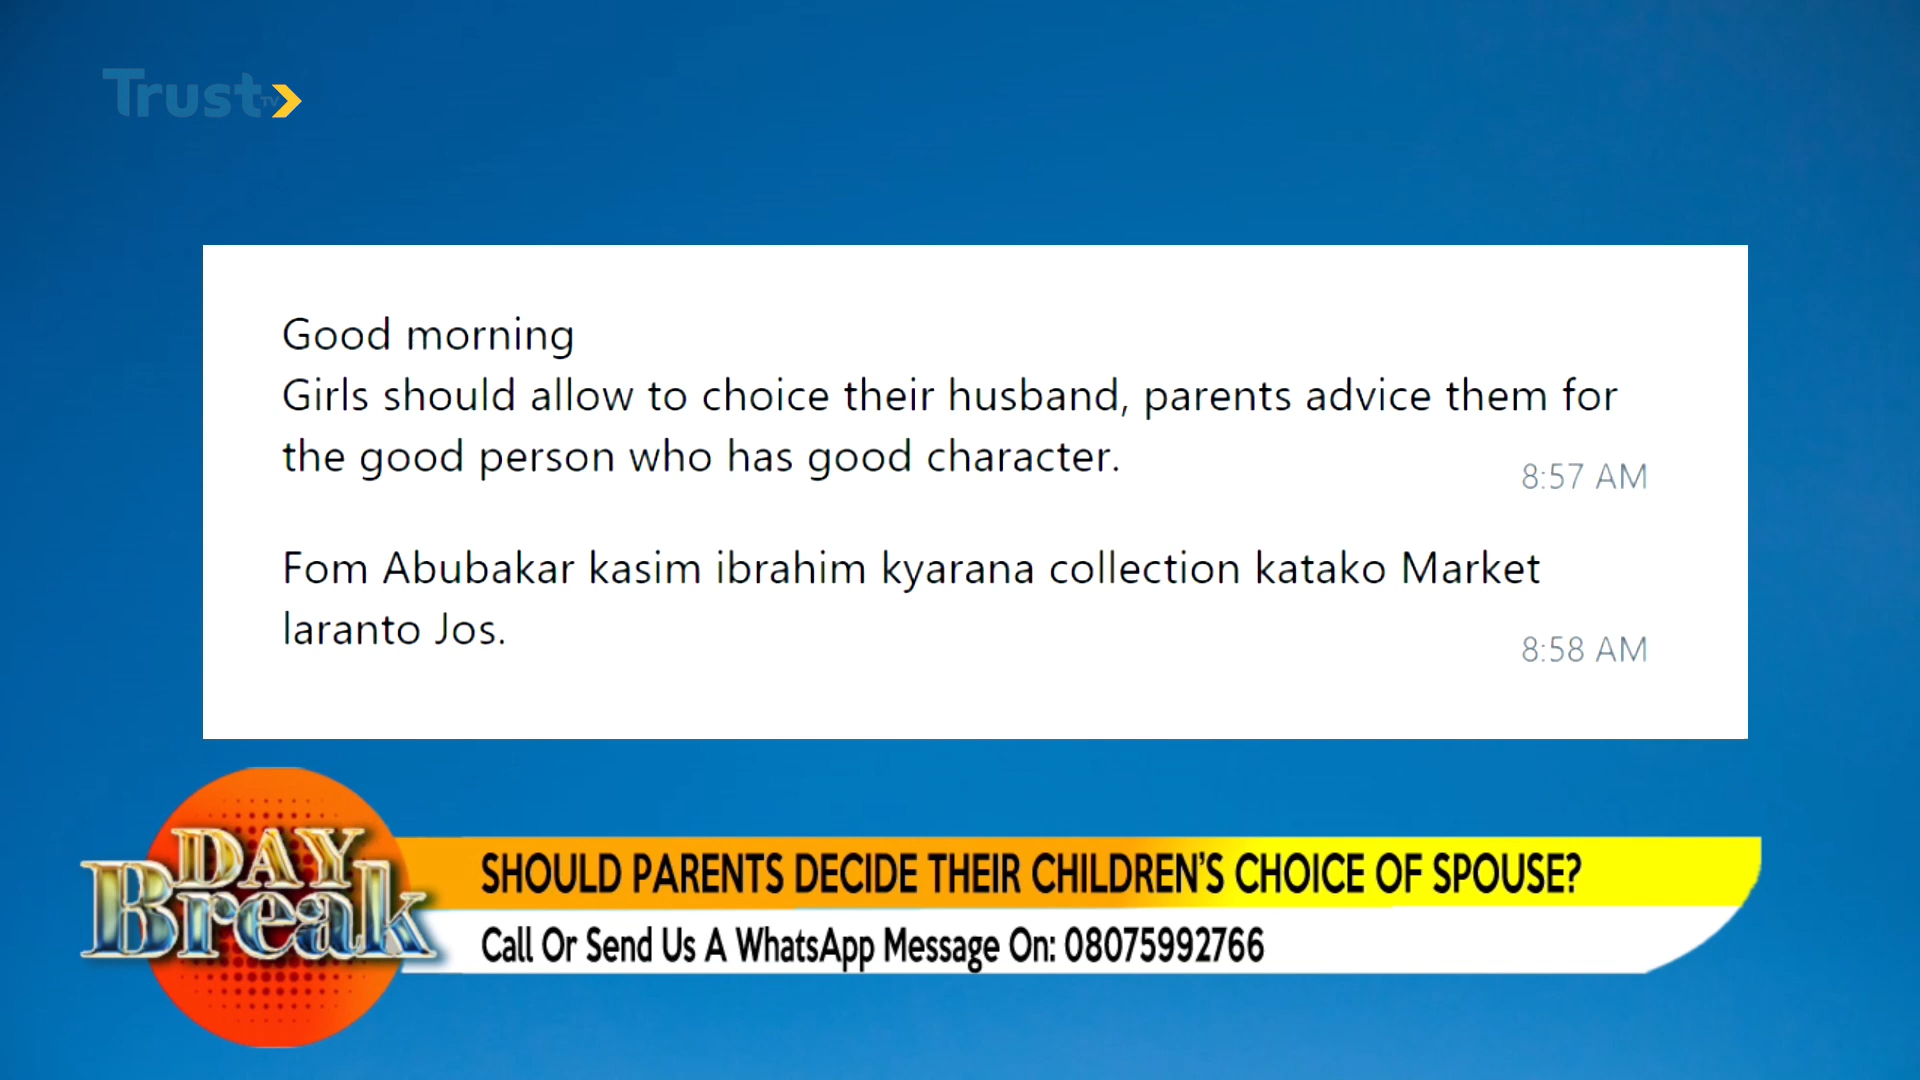 Trust TV
Good morning
Girls should allow to choice their husband, parents advice them for
the good person who has good character.
8:57 AM
Fom Abubakar kasim ibrahim kyarana collection katako Market
laranto Jos.
8:58 AM
DAY
Break
SHOULD PARENTS DECIDE THEIR CHILDREN'S CHOICE OF SPOUSE?
Call Or Send Us A WhatsApp Message On: 08075992766